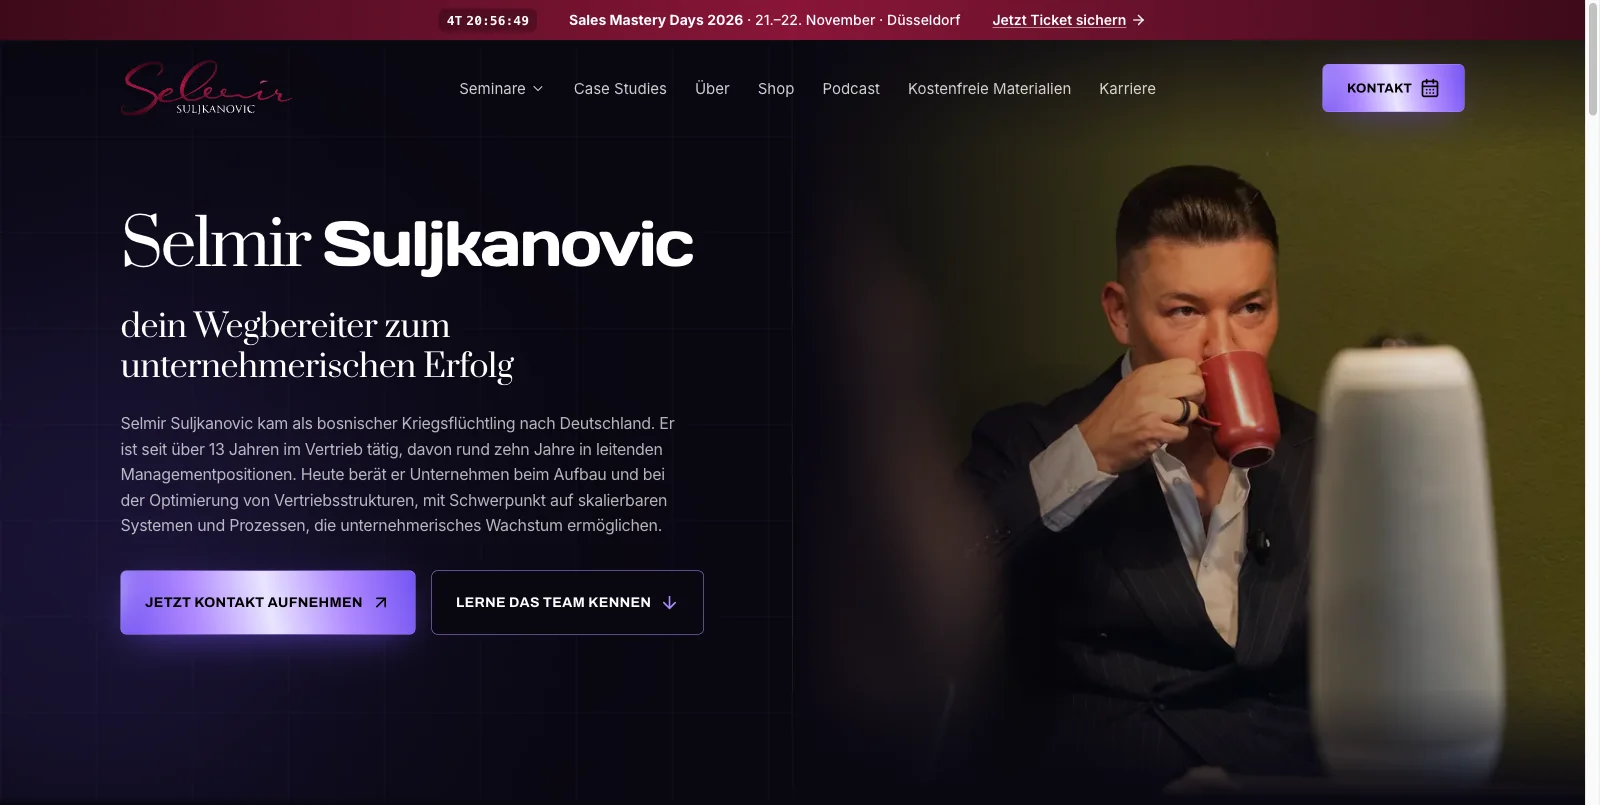 4T 20:56:49 Sales Mastery Days 2026 · 21.–22. November · Düsseldorf Jetzt Ticket sichern →
Selmir
SULJKANOVIC
Seminare Case Studies Über Shop Podcast Kostenfreie Materialien Karriere
KONTAKT
Selmir Suljkanovic
dein Wegbereiter zum
unternehmerischen Erfolg
Selmir Suljkanovic kam als bosnischer Kriegsflüchtling nach Deutschland. Er
ist seit über 13 Jahren im Vertrieb tätig, davon rund zehn Jahre in leitenden
Managementpositionen. Heute berät er Unternehmen beim Aufbau und bei
der Optimierung von Vertriebsstrukturen, mit Schwerpunkt auf skalierbaren
Systemen und Prozessen, die unternehmerisches Wachstum ermöglichen.
JETZT KONTAKT AUFNEHMEN
LERNE DAS TEAM KENNEN